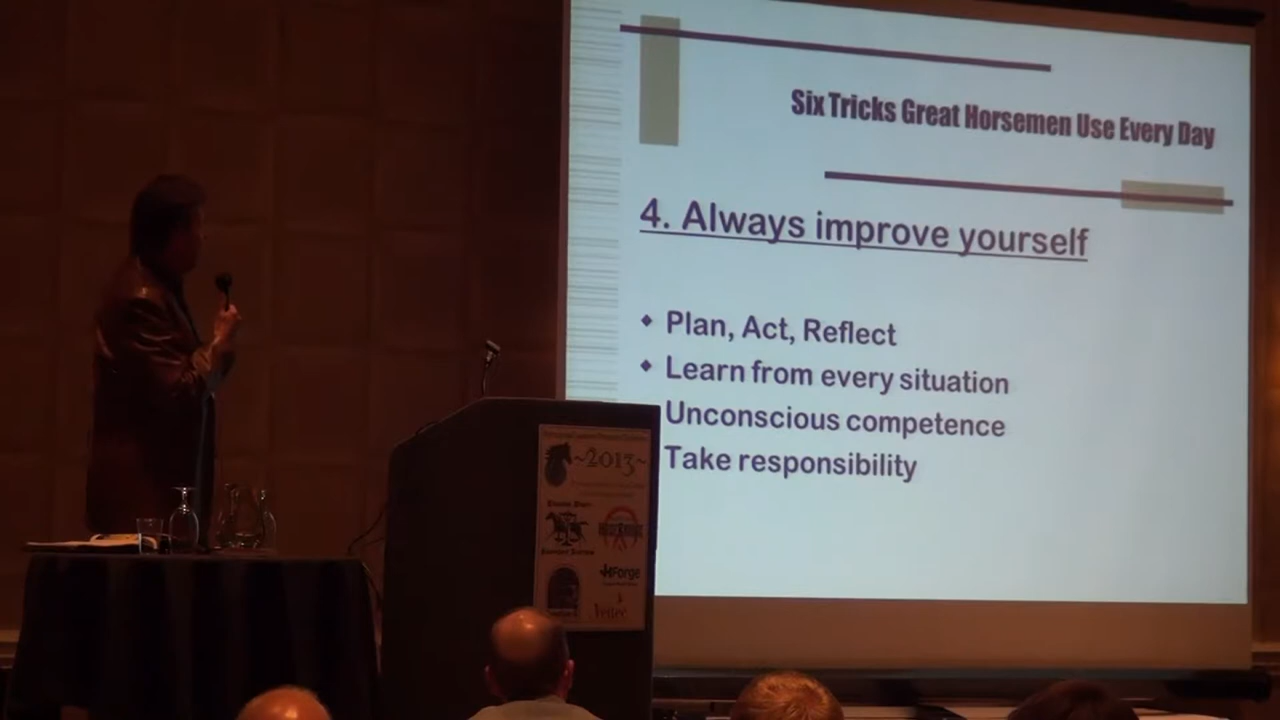 Six Tricks Great Horsemen Use Every Day
4. Always improve yourself
Plan, Act, Reflect
Learn from every situation
Unconscious competence
Take responsibility
~2013~
Forge